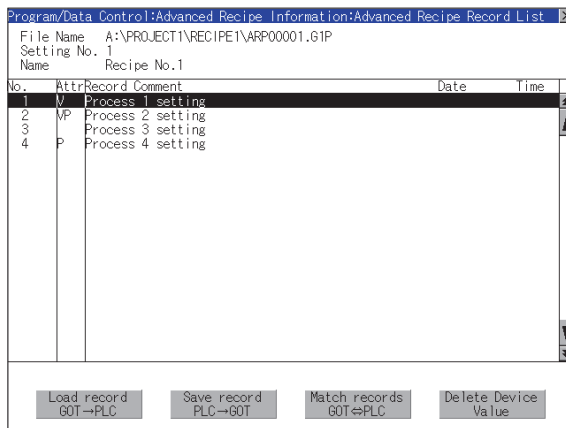 Program/Data Control:Advanced Recipe Information:Advanced Recipe Record List
File Name A:\PROJECT1\RECIPE1\ARP00001.G1P
Setting No. 1
Name Recipe No.1
No. Attr Record Comment Date Time
1 V Process 1 setting
2 VP Process 2 setting
3 Process 3 setting
4 P Process 4 setting
Load record Save record Match records Delete Device
GOT→PLC PLC→GOT GOT⇔PLC Value